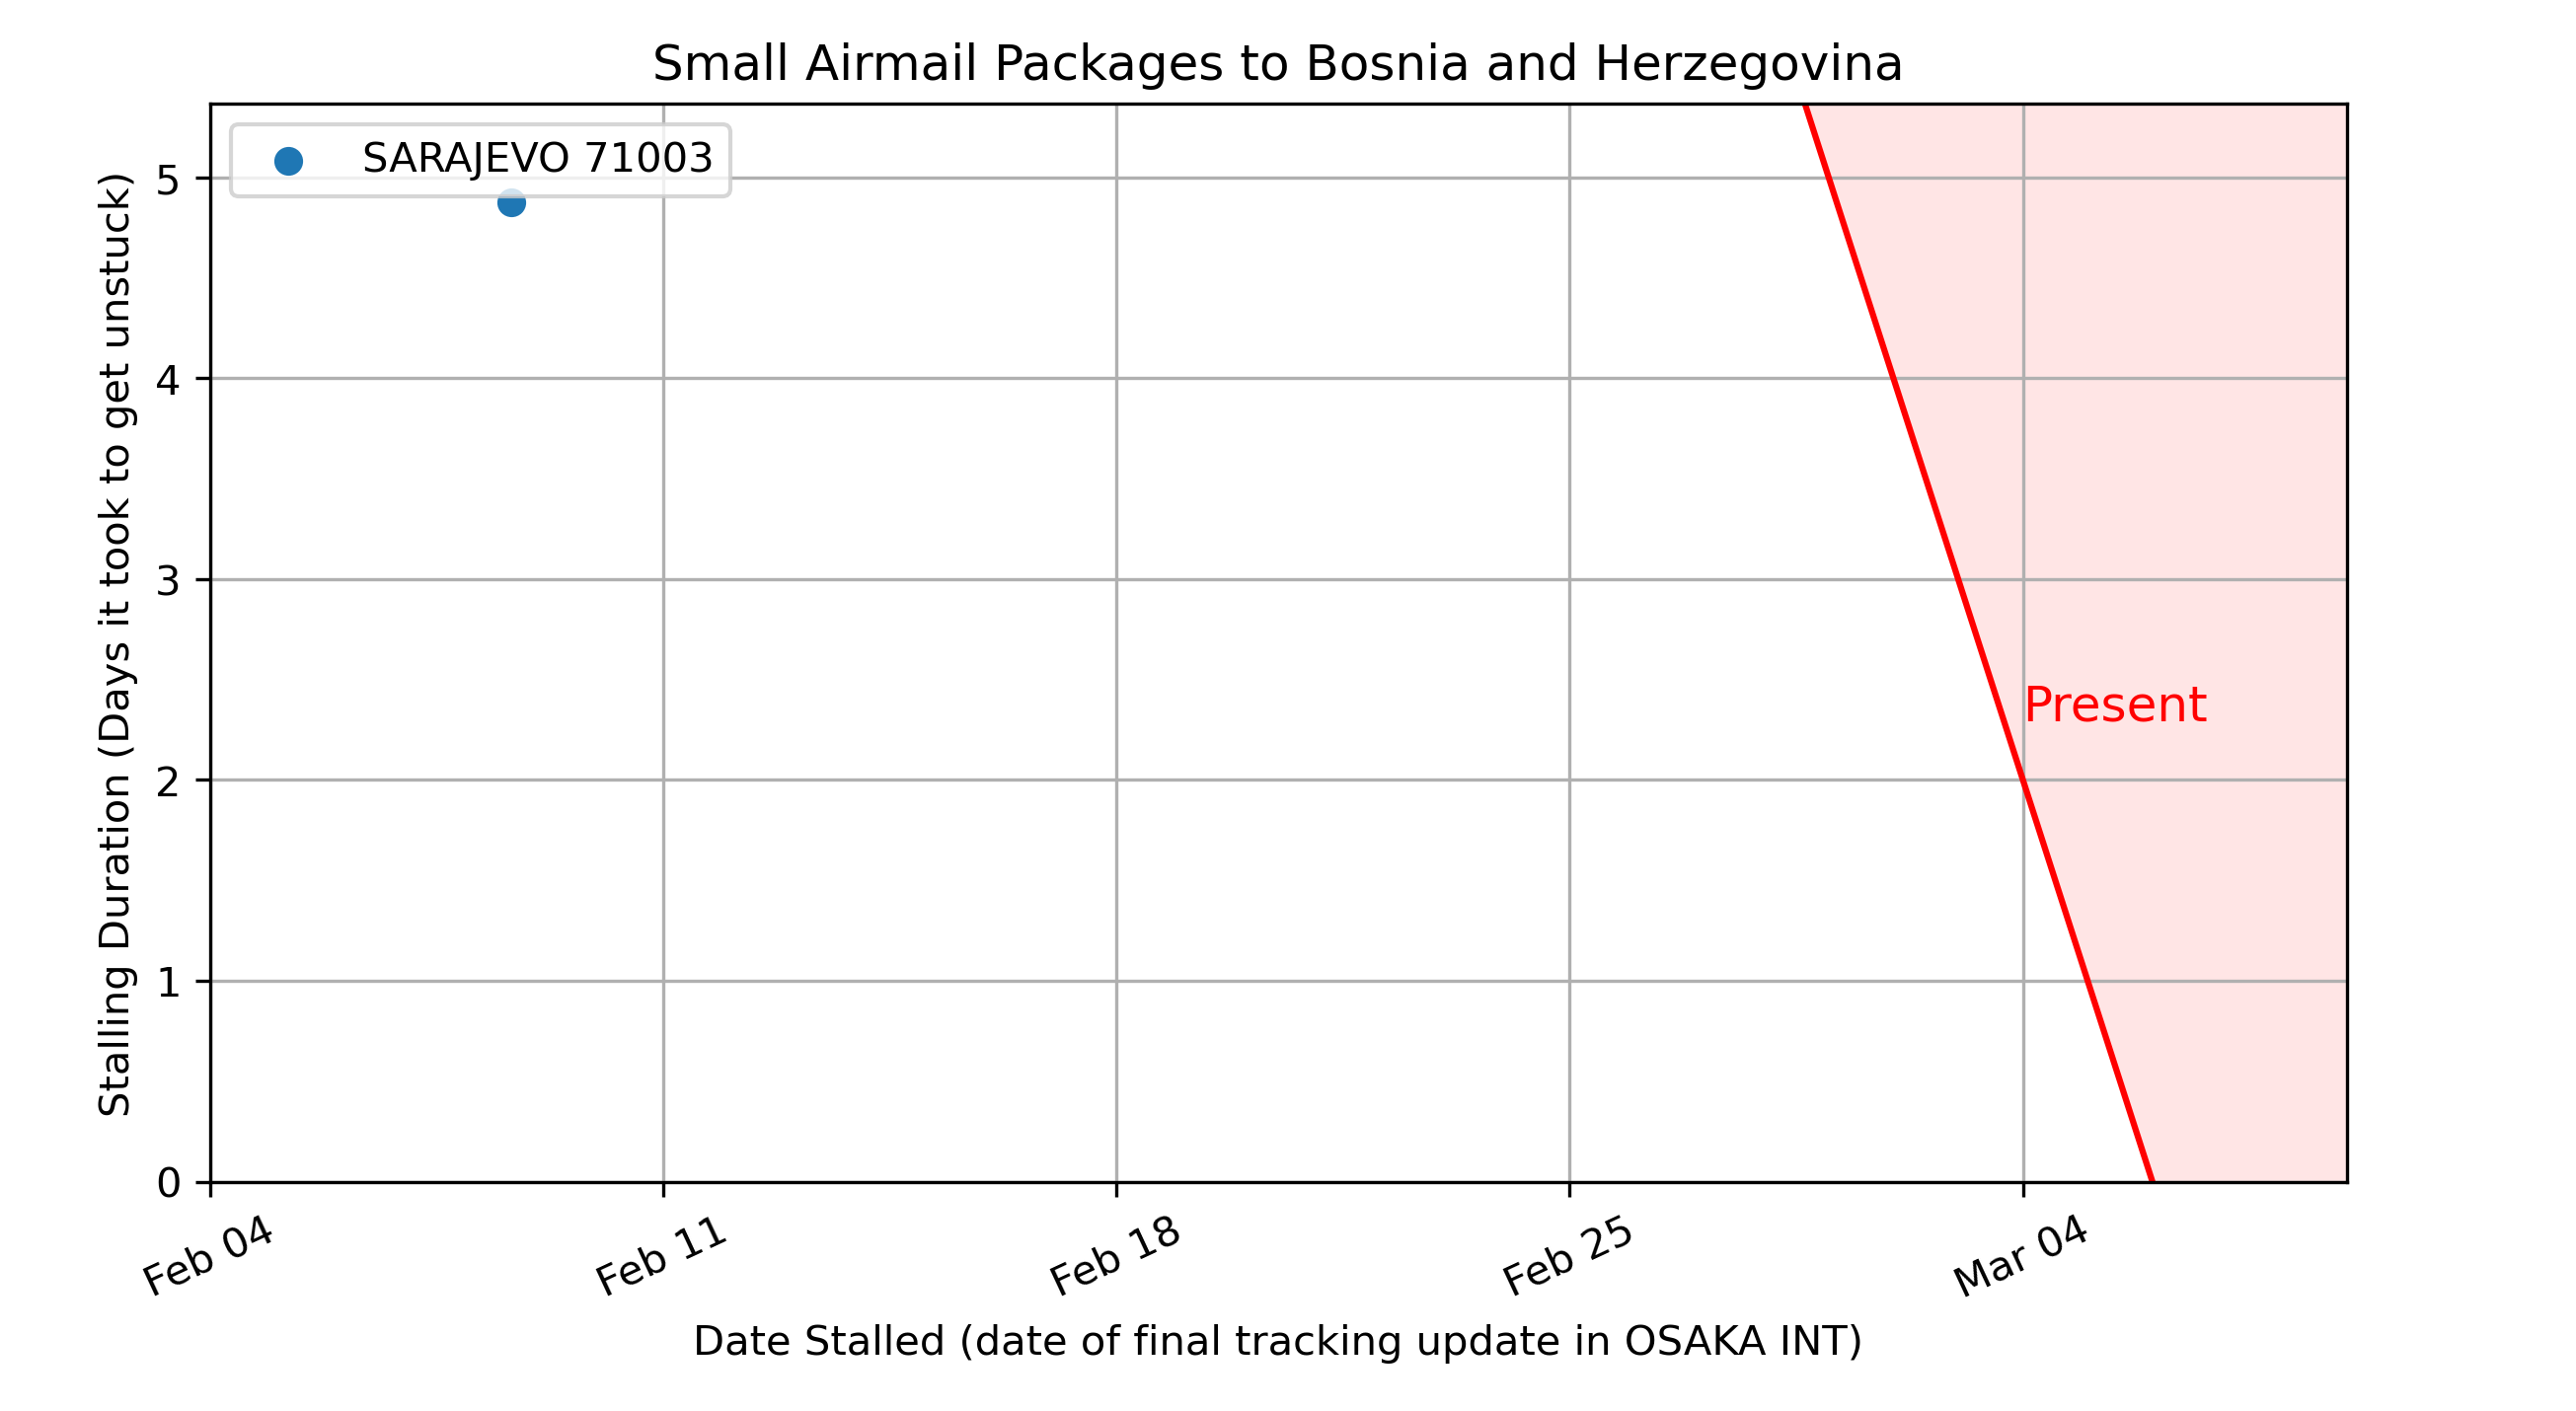 Small Airmail Packages to Bosnia and Herzegovina
SARAJEVO 71003
Stalling Duration (Days it took to get unstuck)
5
4
3
2
1
0
Present
Feb 04
Feb 11
Feb 18
Feb 25
Mar 04
Date Stalled (date of final tracking update in OSAKA INT)